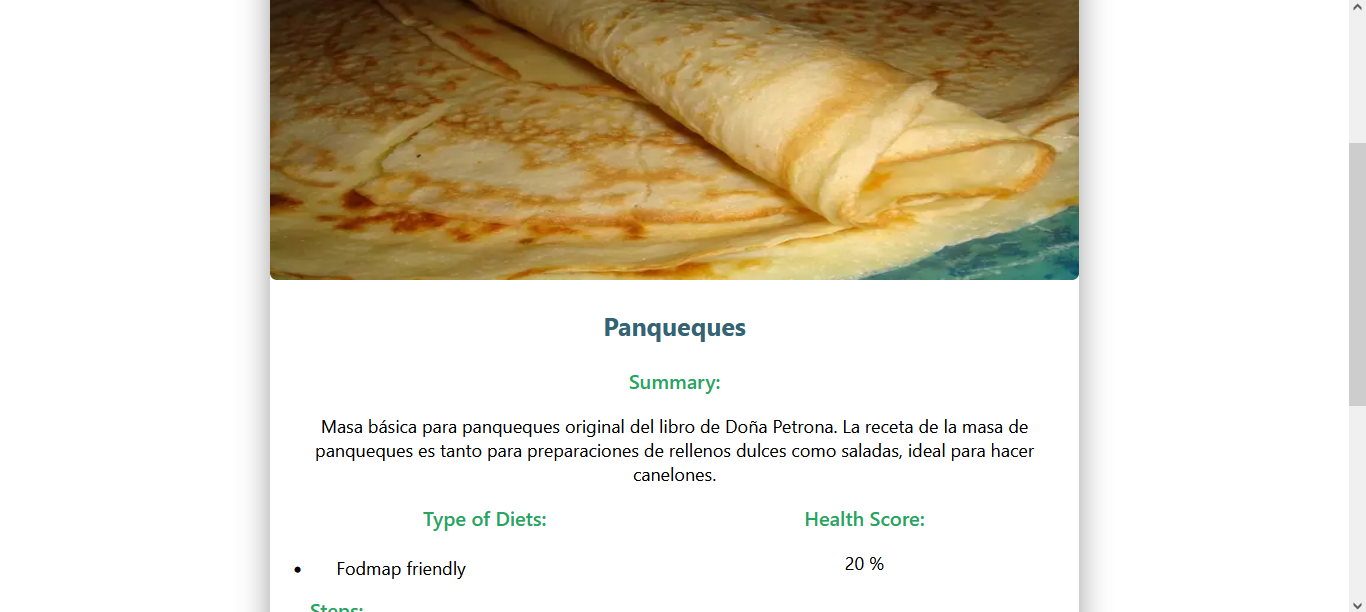 Panqueques
Summary:
Masa básica para panqueques original del libro de Doña Petrona. La receta de la masa de
panqueques es tanto para preparaciones de rellenos dulces como saladas, ideal para hacer
canelones.
Type of Diets:
Health Score:
• Fodmap friendly
20 %
Steps: